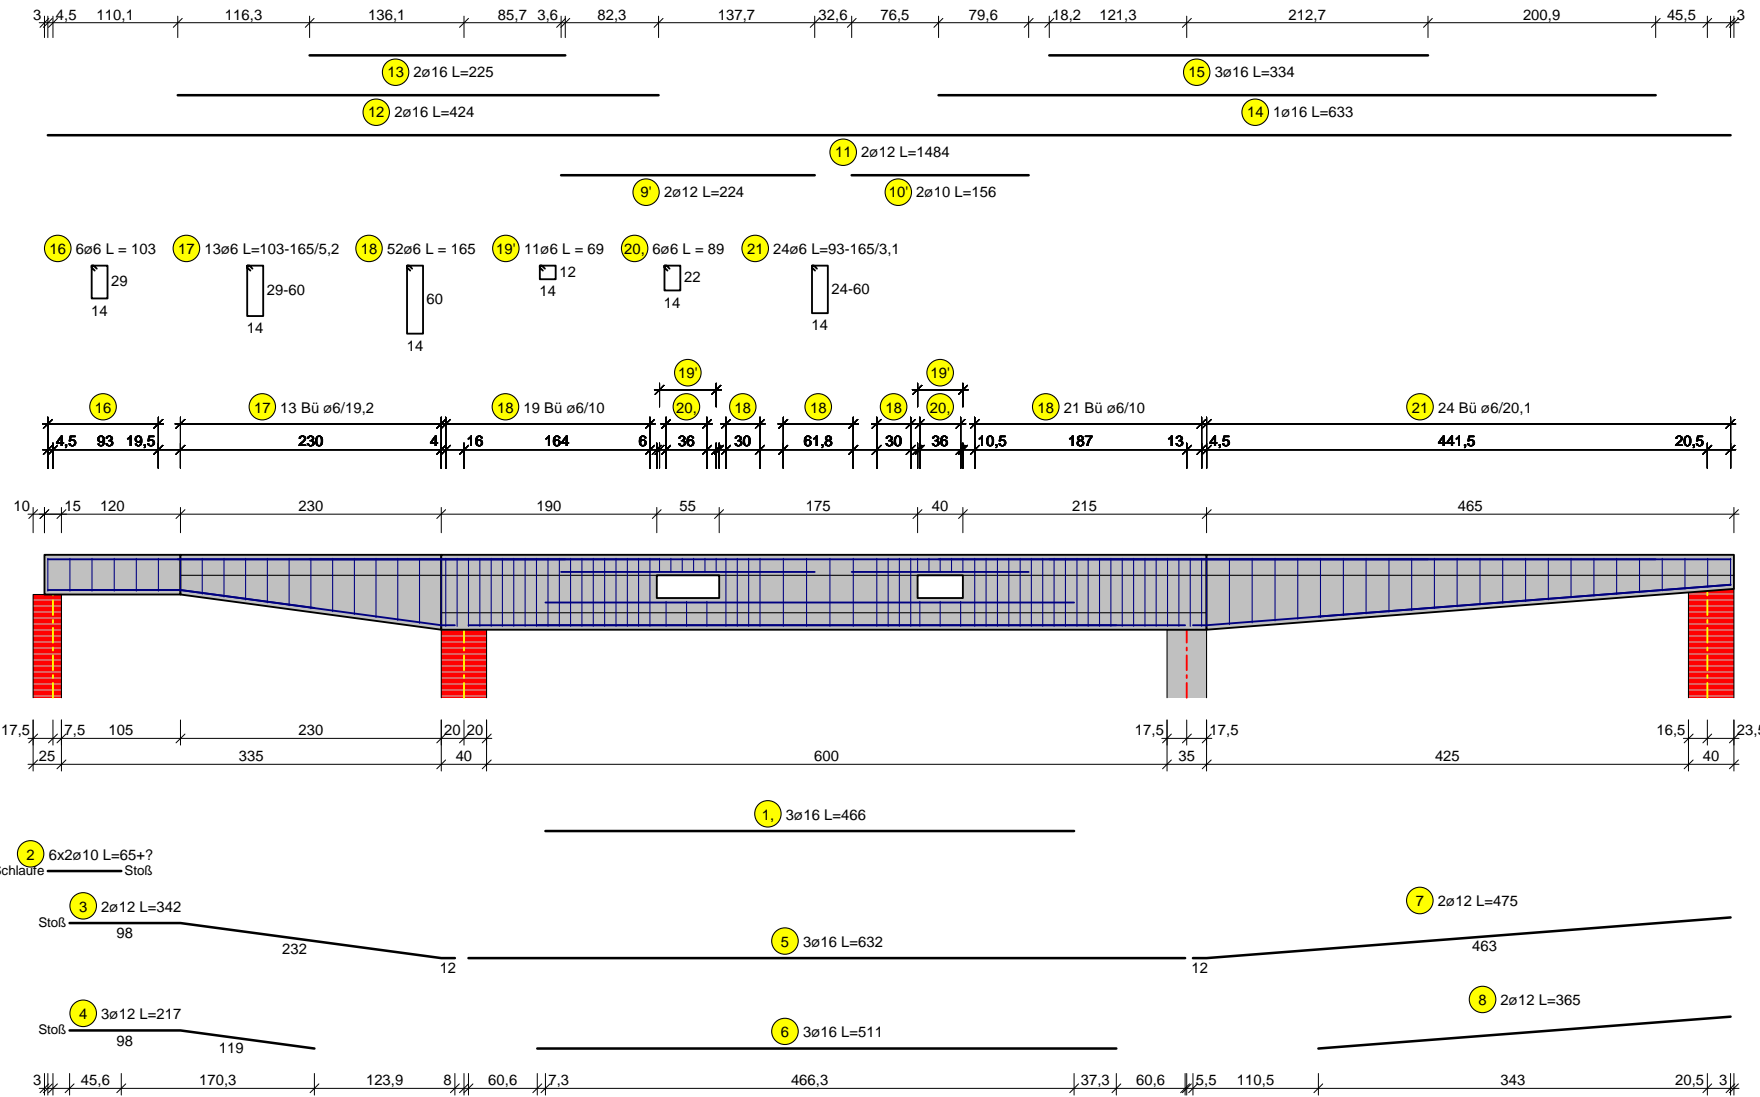 3 4,5 110,1 116,3 136,1 85,7 3,6 82,3 137,7 32,6 76,5 79,6 18,2 121,3 212,7 200,9 45,5 3
13 2ø16 L=225
15 3ø16 L=334
12 2ø16 L=424
14 1ø16 L=633
11 2ø12 L=1484
9' 2ø12 L=224
10' 2ø10 L=156
16 6ø6 L = 103
17 13ø6 L=103-165/5,2
18 52ø6 L = 165
19' 11ø6 L = 69
20, 6ø6 L = 89
21 24ø6 L=93-165/3,1
29
14
29-60
14
60
14
12
14
22
14
24-60
14
19' 19'
16 17 13 Bü ø6/19,2 18 19 Bü ø6/10 20, 18 18 18 20, 18 21 Bü ø6/10 21 24 Bü ø6/20,1
4,5 93 19,5 230 4 16 164 6 36 30 61,8 30 36 10,5 187 13 4,5 441,5 20,5
10 15 120 230 190 55 175 40 215 465
17,5 7,5 105 230 20 20 17,5 17,5 16,5 23,5
25 335 40 600 35 425 40
1, 3ø16 L=466
2 6x2ø10 L=65+?
Stoß
3 2ø12 L=342
Stoß
98
232
12
5 3ø16 L=632
7 2ø12 L=475
463
12
4 3ø12 L=217
Stoß
98
119
6 3ø16 L=511
8 2ø12 L=365
3 45,6 170,3 123,9 8 60,6 7,3 466,3 37,3 60,6 5,5 110,5 343 20,5 3